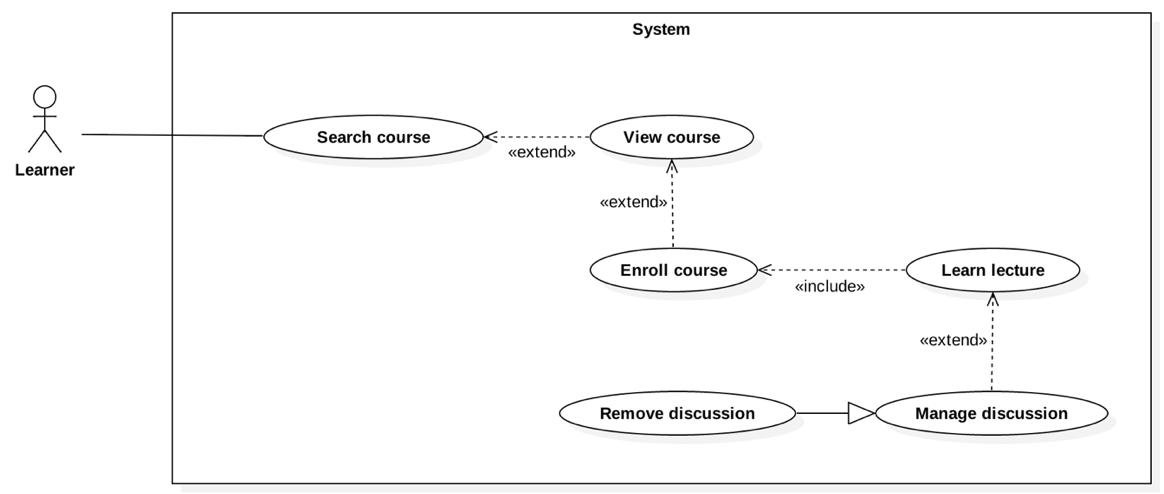 System
Learner
Search course
«extend»
View course
«extend»
Enroll course
«include»
Learn lecture
«extend»
Remove discussion
Manage discussion